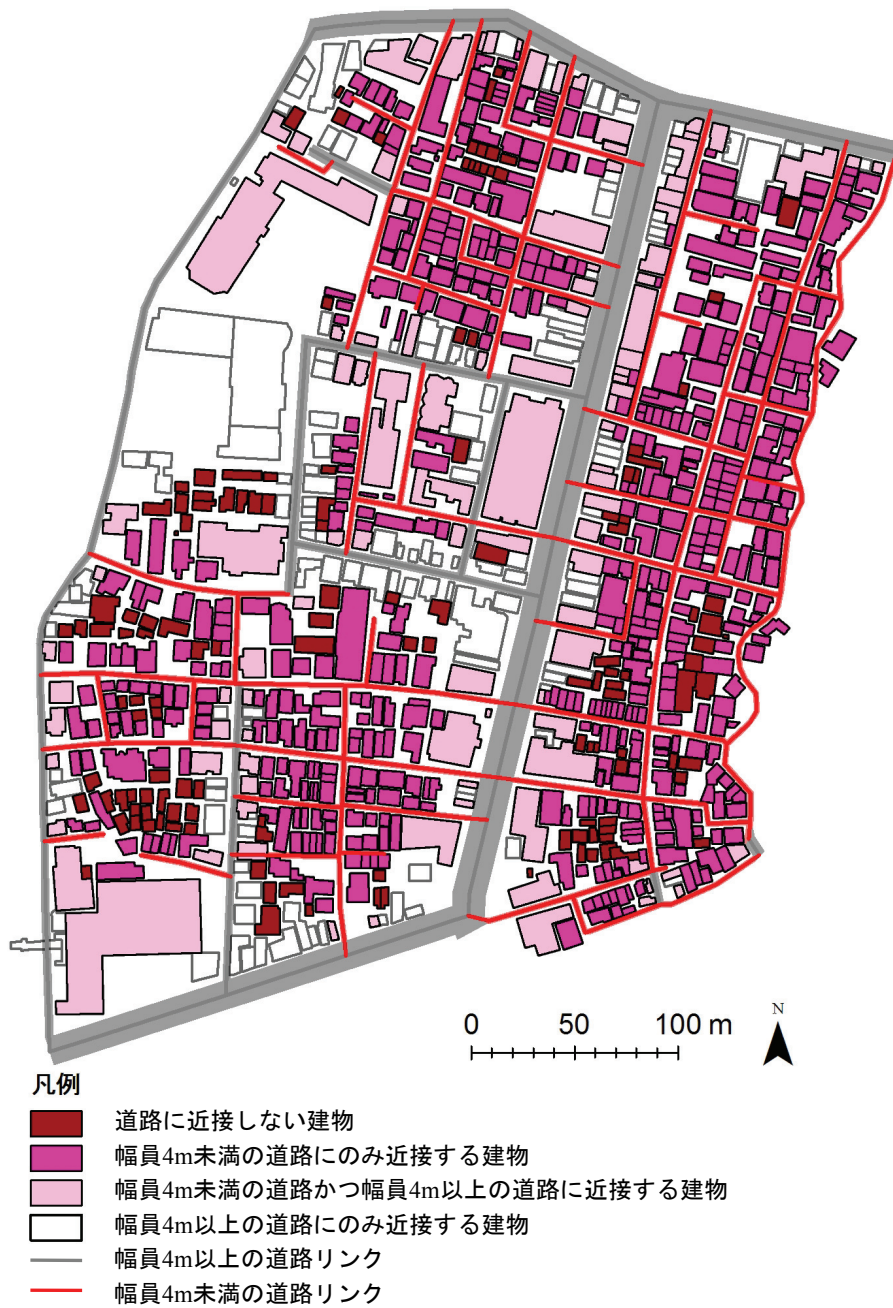 0 50 100 m
N
凡例
道路に近接しない建物
幅員4m未満の道路にのみ近接する建物
幅員4m未満の道路かつ幅員4m以上の道路に近接する建物
幅員4m以上の道路にのみ近接する建物
幅員4m以上の道路リンク
幅員4m未満の道路リンク